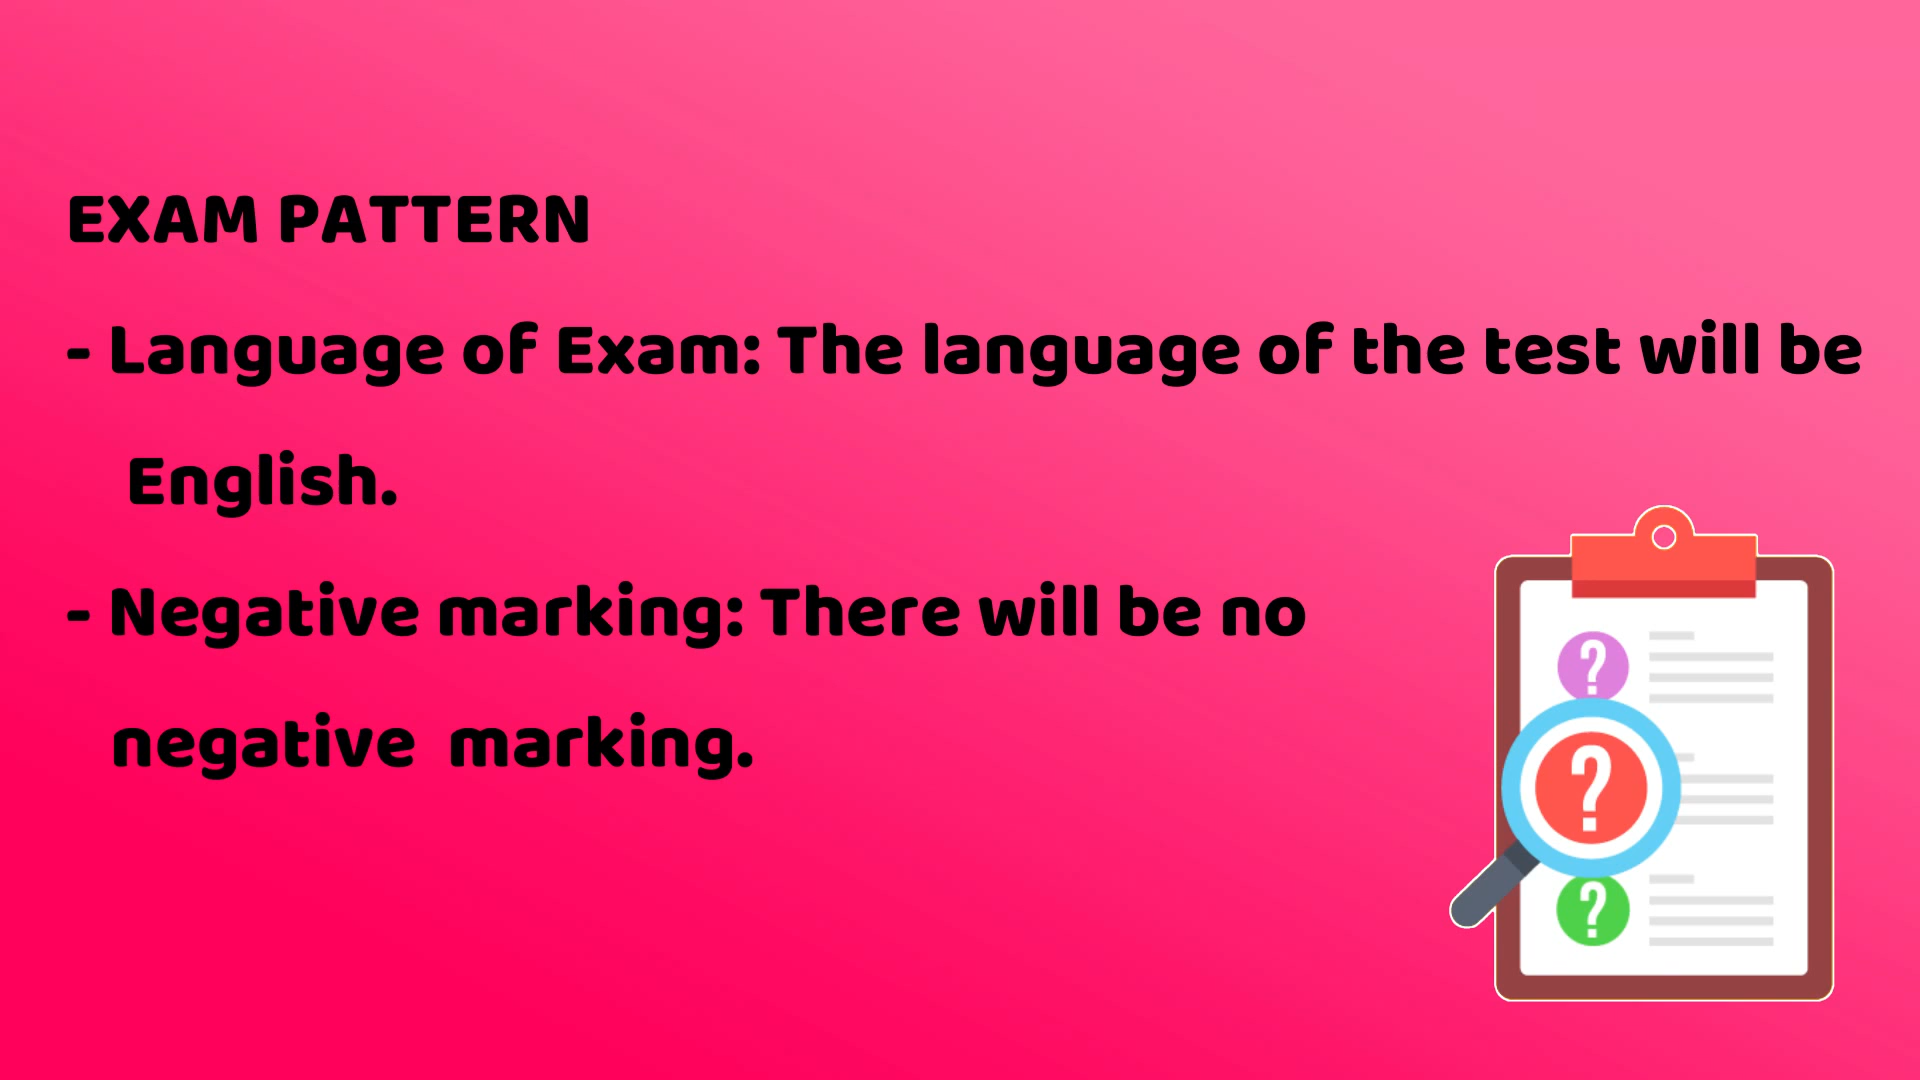 EXAM PATTERN
- Language of Exam: The language of the test will be
English.
- Negative marking: There will be no
negative marking.
?
?
?